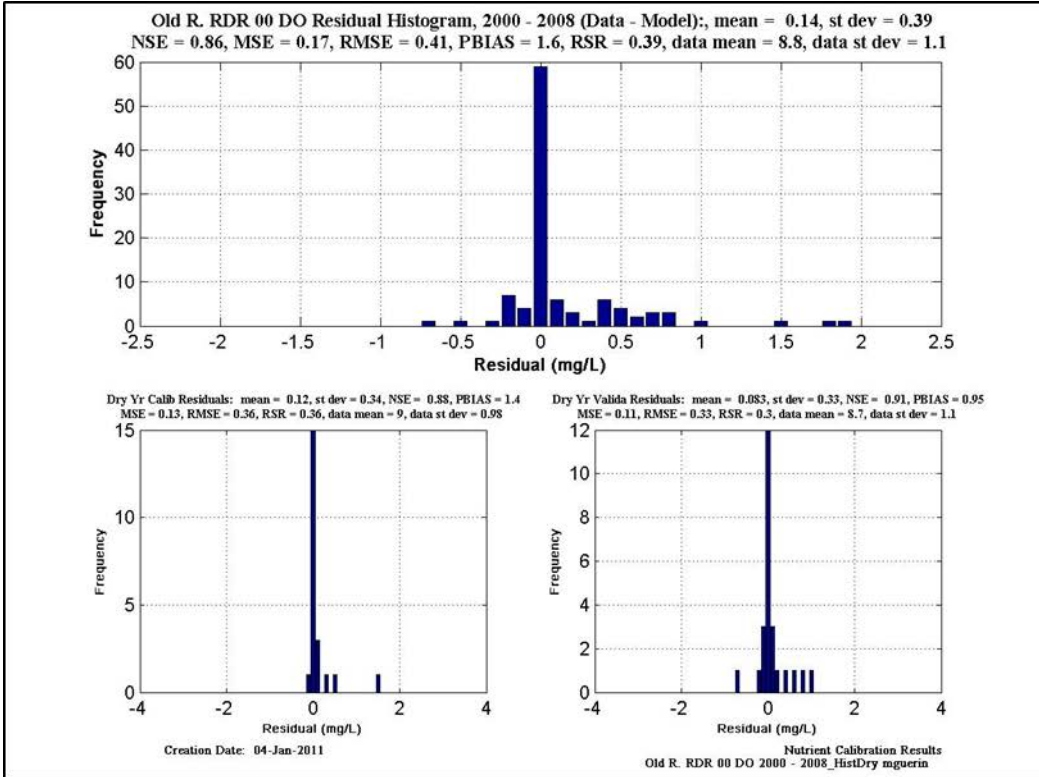 Old R. RDR 00 DO Residual Histogram, 2000 - 2008 (Data - Model):, mean = 0.14, st dev = 0.39
NSE = 0.86, MSE = 0.17, RMSE = 0.41, PBIAS = 1.6, RSR = 0.39, data mean = 8.8, data st dev = 1.1
60
50
40
30
20
10
0
Frequency
-2.5
-2
-1.5
-1
-0.5
0
0.5
1
1.5
2
2.5
Residual (mg/L)
Dry Yr Calib Residuals: mean = 0.12, st dev = 0.34, NSE = 0.88, PBIAS = 1.4
MSE = 0.13, RMSE = 0.36, RSR = 0.36, data mean = 9, data st dev = 0.98
15
10
5
0
Frequency
-4
-2
0
2
4
Residual (mg/L)
Dry Yr Valida Residuals: mean = 0.083, st dev = 0.33, NSE = 0.91, PBIAS = 0.95
MSE = 0.11, RMSE = 0.33, RSR = 0.3, data mean = 8.7, data st dev = 1.1
12
10
8
6
4
2
0
Frequency
-4
-2
0
2
4
Residual (mg/L)
Creation Date: 04-Jan-2011
Nutrient Calibration Results
Old R. RDR 00 DO 2000 - 2008_HistDry mguerin